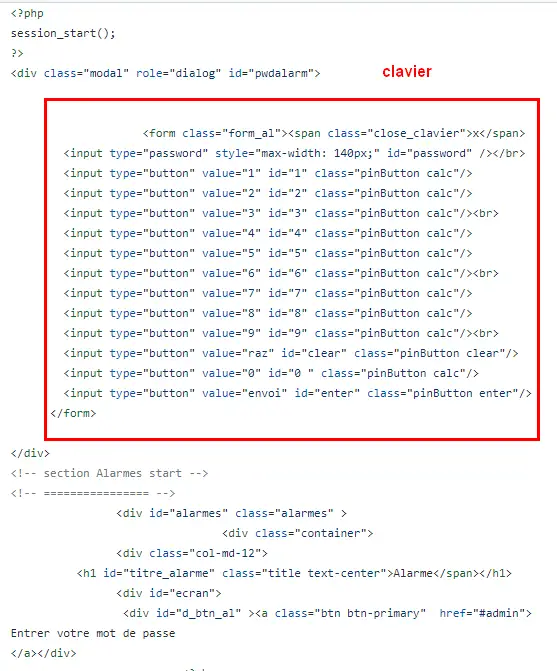 <?php
session_start();
?>
<div class="modal" role="dialog" id="pwdalarm">
clavier
<form class="form_al"><span class="close_clavier">x</span>
<input type="password" style="max-width: 140px;" id="password" /></br>
<input type="button" value="1" id="1" class="pinButton calc"/>
<input type="button" value="2" id="2" class="pinButton calc"/>
<input type="button" value="3" id="3" class="pinButton calc"/><br>
<input type="button" value="4" id="4" class="pinButton calc"/>
<input type="button" value="5" id="5" class="pinButton calc"/>
<input type="button" value="6" id="6" class="pinButton calc"/><br>
<input type="button" value="7" id="7" class="pinButton calc"/>
<input type="button" value="8" id="8" class="pinButton calc"/>
<input type="button" value="9" id="9" class="pinButton calc"/><br>
<input type="button" value="raz" id="clear" class="pinButton clear"/>
<input type="button" value="0" id="0 " class="pinButton calc"/>
<input type="button" value="envoi" id="enter" class="pinButton enter"/>
</form>
</div>
<!-- section Alarmes start -->
<!-- ================ -->
<div id="alarmes" class="alarmes" >
<div class="container">
<div class="col-md-12">
<h1 id="titre_alarme" class="title text-center">Alarme</span></h1>
<div id="ecran">
<div id="d_btn_al" ><a class="btn btn-primary"  href="#admin">
Entrer votre mot de passe
</a></div>